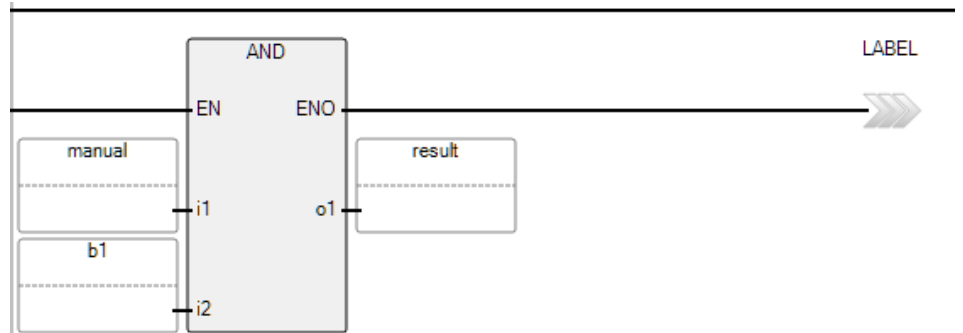 AND
LABEL
EN
ENO
manual
result
i1
o1
b1
i2